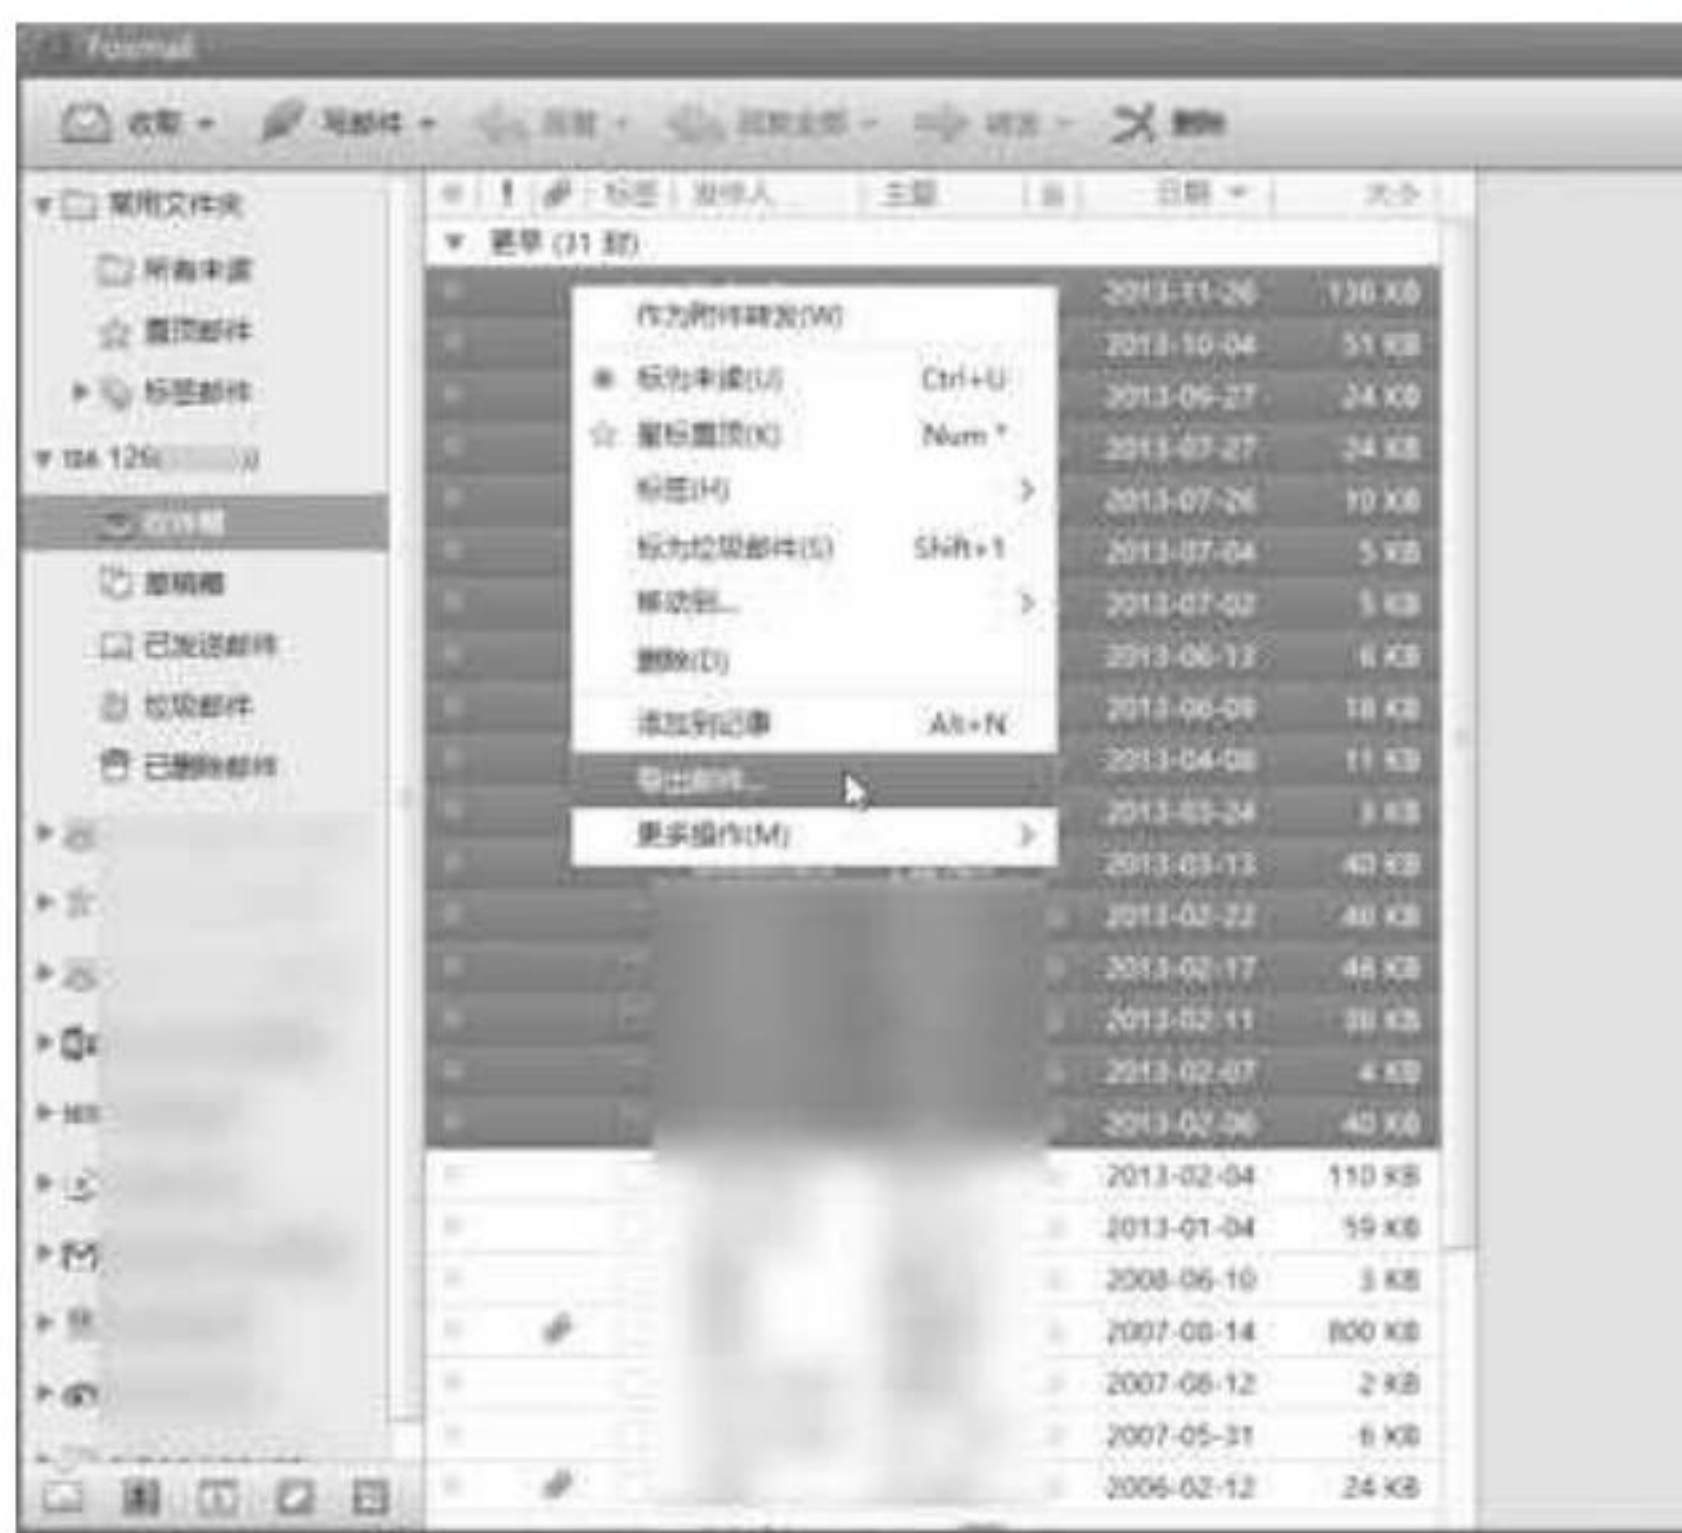 Foxmail
收取 写邮件 回复 回复全部 转发 删除
常用文件夹
所有未读
置顶邮件
标签邮件
126 126(
收件箱
草稿箱
已发送邮件
垃圾邮件
已删除邮件
标签 发件人 主题 日期 大小
更早 (31 封)
作为附件转发(W)
标为未读(U) Ctrl+U
星标置顶(K) Num *
标签(H)
标为垃圾邮件(S) Shift+1
移动到...
删除(D)
添加到记事 Alt+N
导出邮件...
更多操作(M)
2013-11-26 136 KB
2013-10-04 51 KB
2013-09-27 24 KB
2013-07-27 24 KB
2013-07-26 10 KB
2013-07-04 5 KB
2013-07-02 5 KB
2013-06-13 6 KB
2013-06-09 18 KB
2013-04-08 11 KB
2013-03-24 3 KB
2013-03-13 40 KB
2013-02-22 46 KB
2013-02-17 46 KB
2013-02-11 38 KB
2013-02-07 4 KB
2013-02-06 40 KB
2013-02-04 110 KB
2013-01-04 59 KB
2008-06-10 3 KB
2007-08-14 800 KB
2007-06-12 2 KB
2007-05-31 6 KB
2006-02-12 24 KB